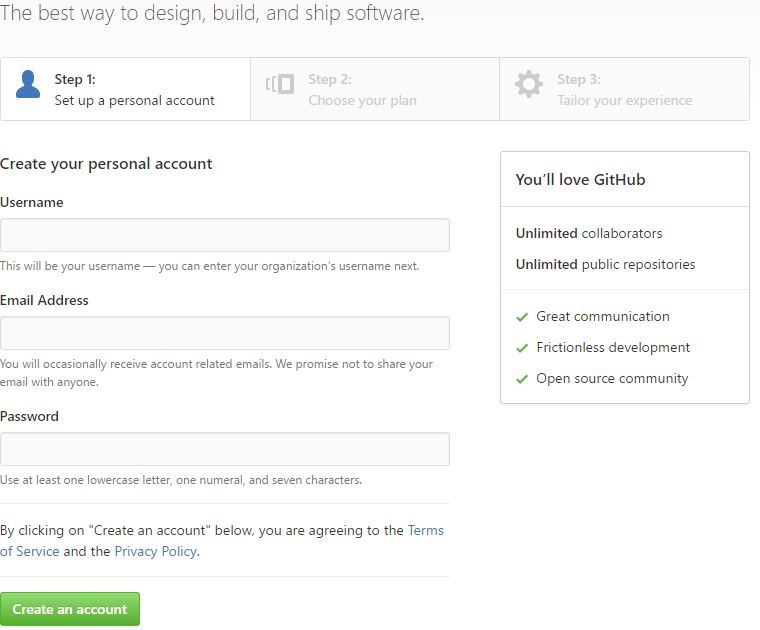 The best way to design, build, and ship software.
Step 1:
Set up a personal account
Step 2:
Choose your plan
Step 3:
Tailor your experience
Create your personal account
Username
This will be your username — you can enter your organization's username next.
Email Address
You will occasionally receive account related emails. We promise not to share your
email with anyone.
Password
Use at least one lowercase letter, one numeral, and seven characters.
By clicking on "Create an account" below, you are agreeing to the Terms
of Service and the Privacy Policy.
Create an account
You'll love GitHub
Unlimited collaborators
Unlimited public repositories
Great communication
Frictionless development
Open source community